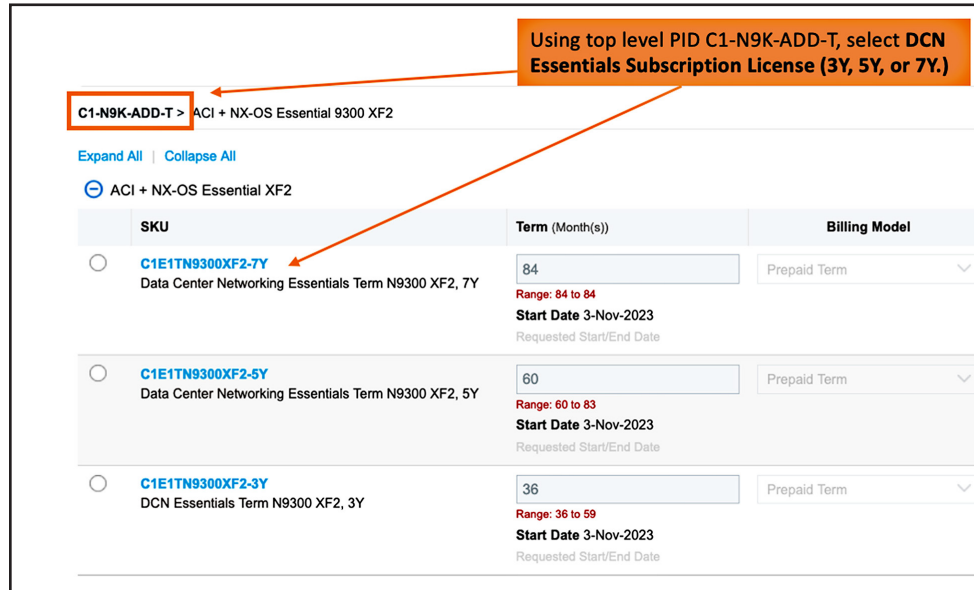 Using top level PID C1-N9K-ADD-T, select DCN
Essentials Subscription License (3Y, 5Y, or 7Y.)
C1-N9K-ADD-T > ACI + NX-OS Essential 9300 XF2
Expand All | Collapse All
ACI + NX-OS Essential XF2
SKU Term (Month(s)) Billing Model
C1E1TN9300XF2-7Y 84 Prepaid Term
Data Center Networking Essentials Term N9300 XF2, 7Y
Range: 84 to 84
Start Date 3-Nov-2023
Requested Start/End Date
C1E1TN9300XF2-5Y 60 Prepaid Term
Data Center Networking Essentials Term N9300 XF2, 5Y
Range: 60 to 83
Start Date 3-Nov-2023
Requested Start/End Date
C1E1TN9300XF2-3Y 36 Prepaid Term
DCN Essentials Term N9300 XF2, 3Y
Range: 36 to 59
Start Date 3-Nov-2023
Requested Start/End Date